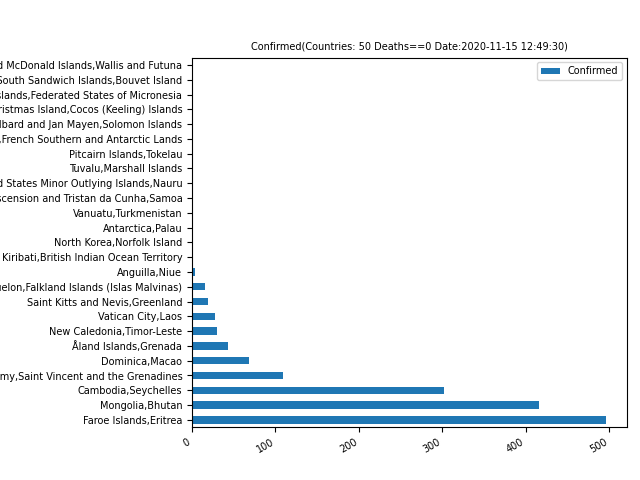 Confirmed(Countries: 50 Deaths==0 Date:2020-11-15 12:49:30)
Confirmed
McDonald Islands,Wallis and Futuna
South Sandwich Islands,Bouvet Island
Islands,Federated States of Micronesia
Island,Cocos (Keeling) Islands
and Jan Mayen,Solomon Islands
,French Southern and Antarctic Lands
Pitcairn Islands,Tokelau
Tuvalu,Marshall Islands
States Minor Outlying Islands,Nauru
and Tristan da Cunha,Samoa
Vanuatu,Turkmenistan
Antarctica,Palau
North Korea,Norfolk Island
Kiribati,British Indian Ocean Territory
Anguilla,Niue
,Falkland Islands (Islas Malvinas)
Saint Kitts and Nevis,Greenland
Vatican City,Laos
New Caledonia,Timor-Leste
Åland Islands,Grenada
Dominica,Macao
my,Saint Vincent and the Grenadines
Cambodia,Seychelles
Mongolia,Bhutan
Faroe Islands,Eritrea
0 100 200 300 400 500